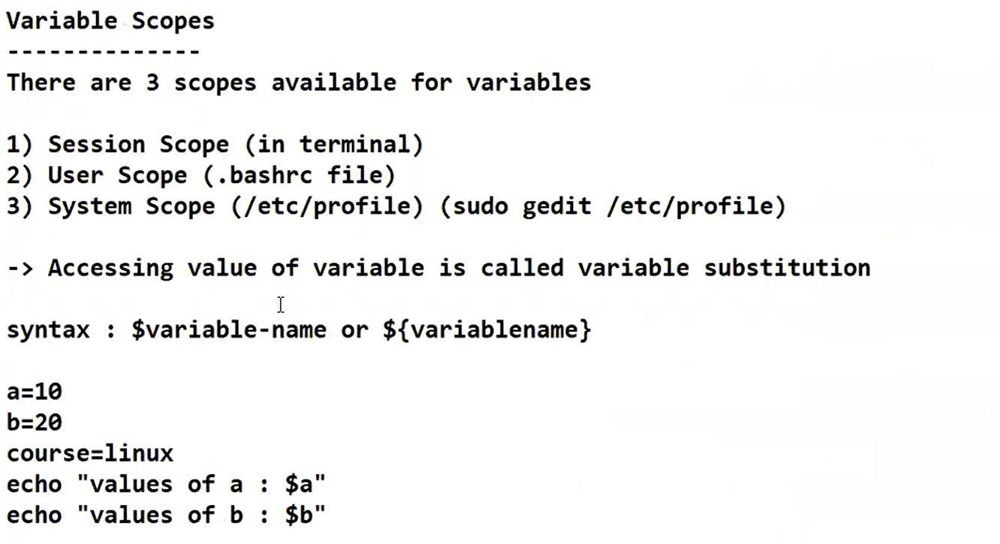 Variable Scopes
--------------
There are 3 scopes available for variables
1) Session Scope (in terminal)
2) User Scope (.bashrc file)
3) System Scope (/etc/profile) (sudo gedit /etc/profile)
-> Accessing value of variable is called variable substitution
syntax : $variable-name or ${variablename}
a=10
b=20
course=linux
echo "values of a : $a"
echo "values of b : $b"